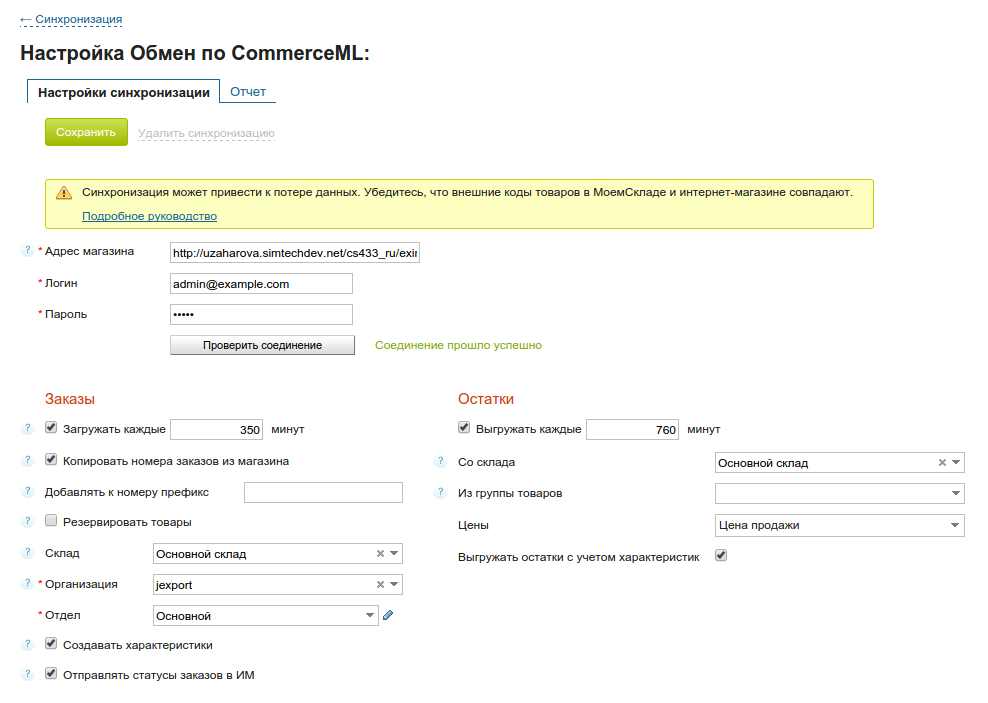 ← Синхронизация
Настройка Обмен по CommerceML:
Настройки синхронизации Отчет
Сохранить Удалить синхронизацию
Синхронизация может привести к потере данных. Убедитесь, что внешние коды товаров в МоемСкладе и интернет-магазине совпадают.
Подробное руководство
? * Адрес магазина http://uzaharova.simtechdev.net/cs433_ru/exim
* Логин admin@example.com
* Пароль •••••
Проверить соединение Соединение прошло успешно
Заказы
? Загружать каждые 350 минут
? Копировать номера заказов из магазина
? Добавлять к номеру префикс
? Резервировать товары
? Склад Основной склад
? * Организация jexport
* Отдел Основной
? Создавать характеристики
? Отправлять статусы заказов в ИМ
Остатки
Выгружать каждые 760 минут
? Со склада Основной склад
? Из группы товаров
Цены Цена продажи
Выгружать остатки с учетом характеристик